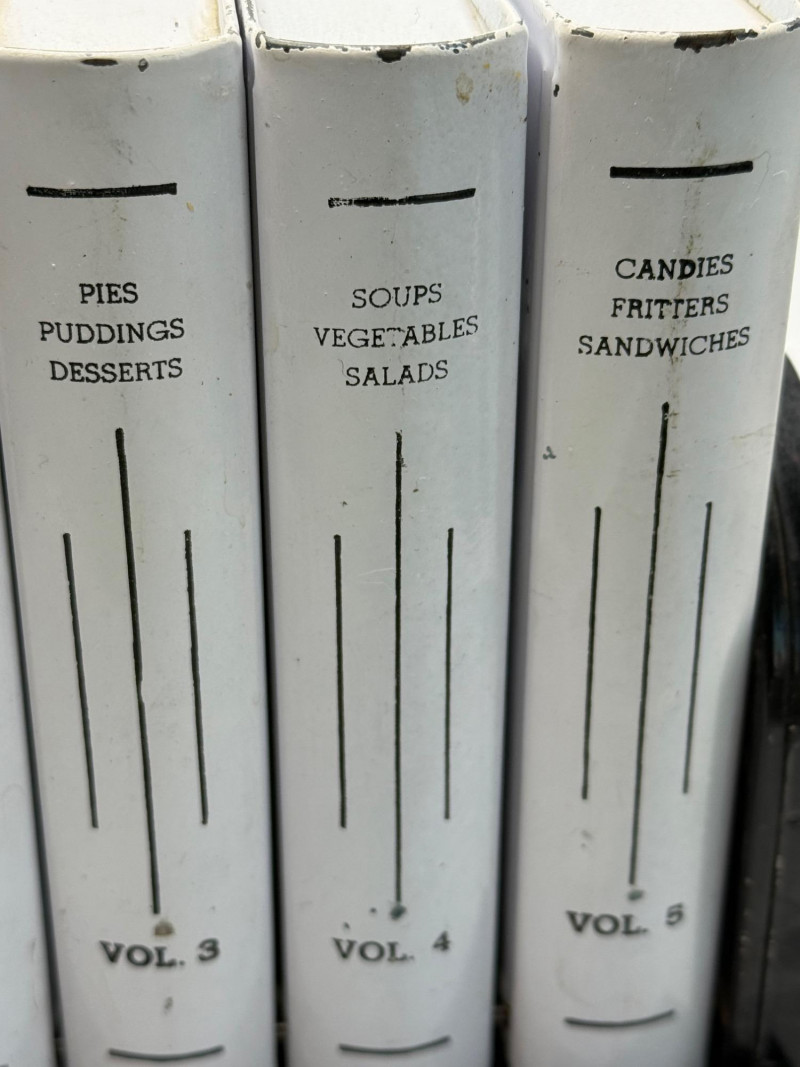 PIES
PUDDINGS
DESSERTS
VOL. 3
SOUPS
VEGETABLES
SALADS
VOL. 4
CANDIES
FRITTERS
SANDWICHES
VOL. 5